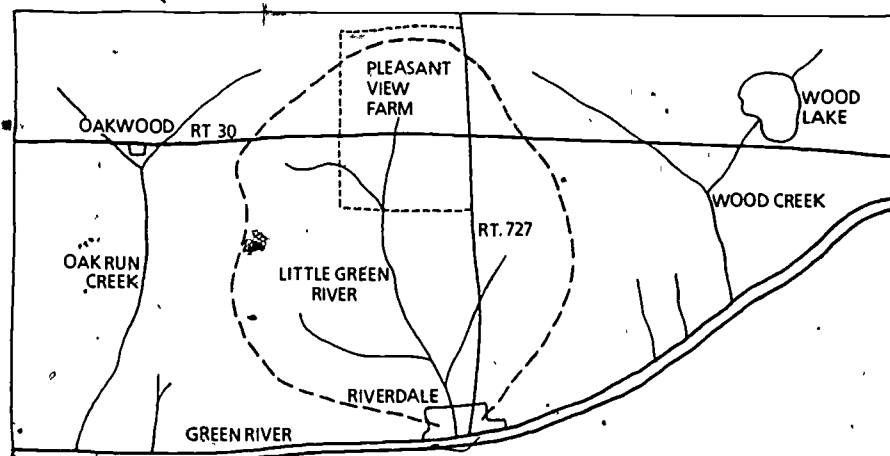 PLEASANT
VIEW
FARM
WOOD
LAKE
OAKWOOD
RT 30
WOOD CREEK
RT. 727
OAK RUN
CREEK
LITTLE GREEN
RIVER
RIVERDALE
GREEN RIVER